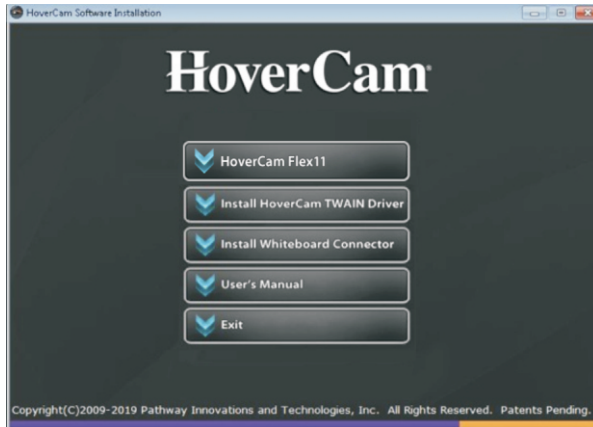 HoverCam Software Installation
HoverCam
HoverCam Flex11
Install HoverCam TWAIN Driver
Install Whiteboard Connector
User's Manual
Exit
Copyright(C)2009-2019 Pathway Innovations and Technologies, Inc. All Rights Reserved. Patents Pending.